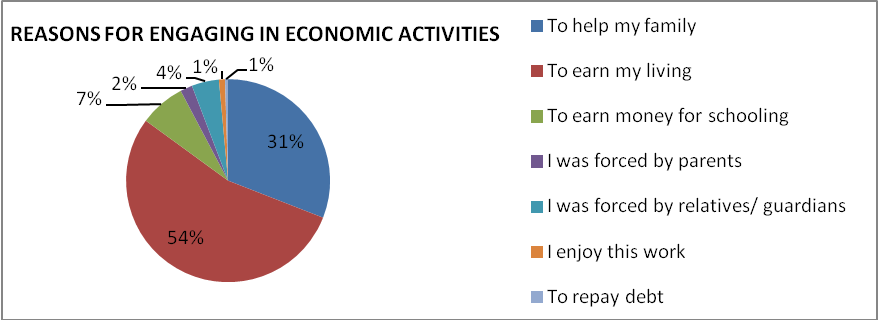 REASONS FOR ENGAGING IN ECONOMIC ACTIVITIES
7%
2%
4%
1%
1%
31%
54%
To help my family
To earn my living
To earn money for schooling
I was forced by parents
I was forced by relatives/ guardians
I enjoy this work
To repay debt